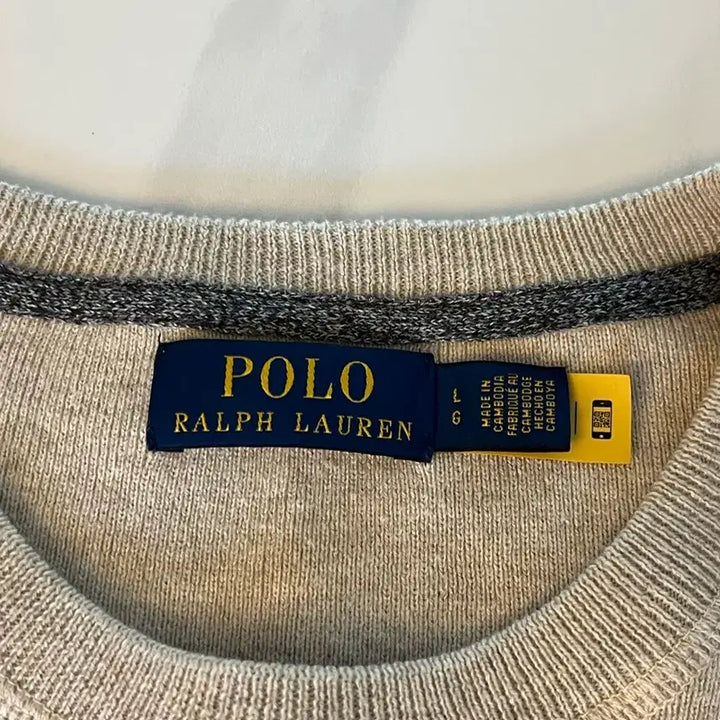 POLO
RALPH LAUREN
L
G
MADE IN
CAMBODIA
FABRIQUÉ AU
CAMBODGE
HECHO EN
CAMBOYA